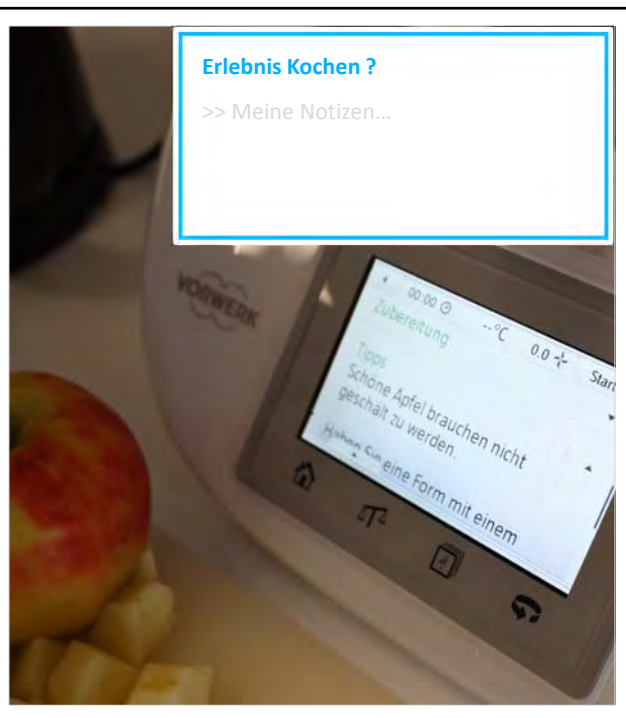 Erlebnis Kochen ?
>> Meine Notizen...
VORWERK
00:00 --°C 0.0 Start
Zubereitung
Tipps
Schöne Äpfel brauchen nicht
geschält zu werden.
Haben Sie eine Form mit einem